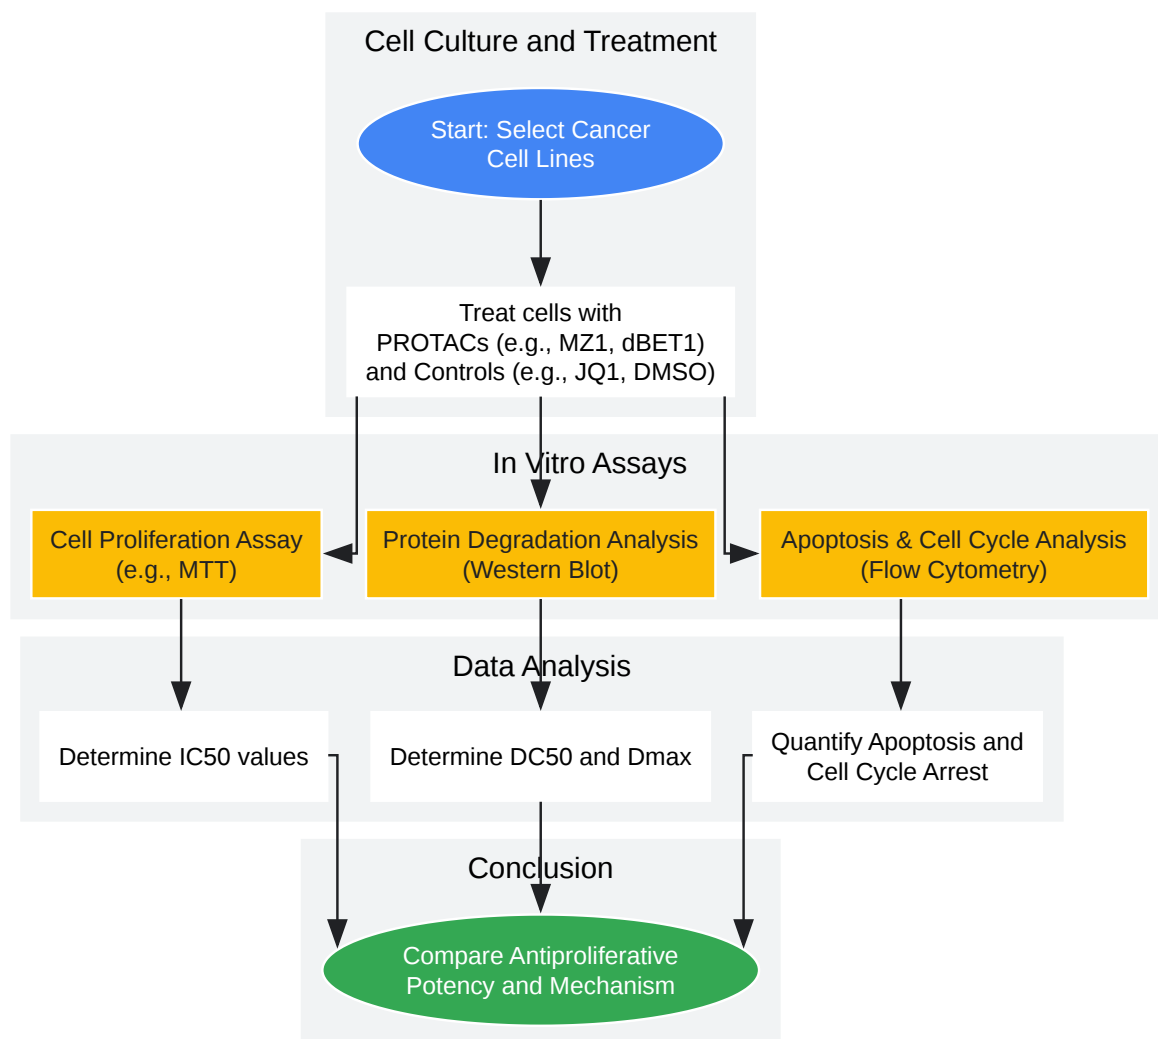 Cell Culture and Treatment
Start: Select Cancer
Cell Lines
Treat cells with
PROTACs (e.g., MZ1, dBET1)
and Controls (e.g., JQ1, DMSO)
In Vitro Assays
Cell Proliferation Assay
(e.g., MTT)
Protein Degradation Analysis
(Western Blot)
Apoptosis & Cell Cycle Analysis
(Flow Cytometry)
Data Analysis
Determine IC50 values
Determine DC50 and Dmax
Quantify Apoptosis and
Cell Cycle Arrest
Conclusion
Compare Antiproliferative
Potency and Mechanism